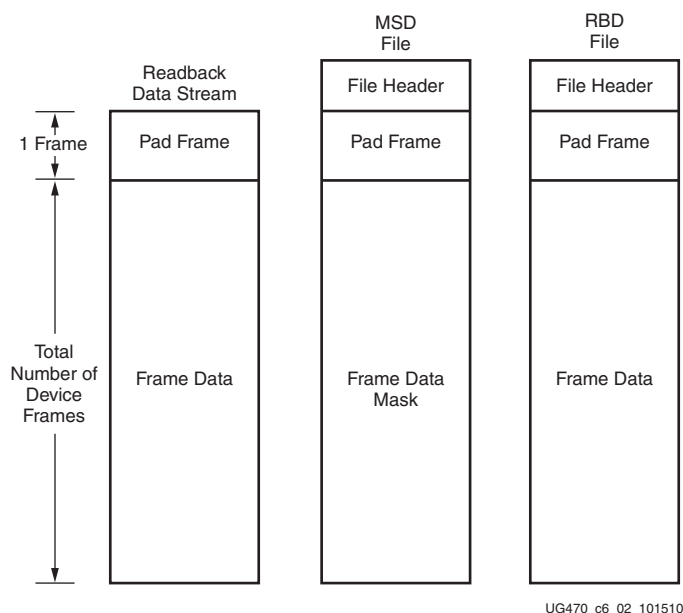 MSD
File
RBD
File
Readback
Data Stream
File Header
File Header
1 Frame
Pad Frame
Pad Frame
Pad Frame
Total
Number of
Device
Frames
Frame Data
Frame Data
Mask
Frame Data
UG470_c6_02_101510